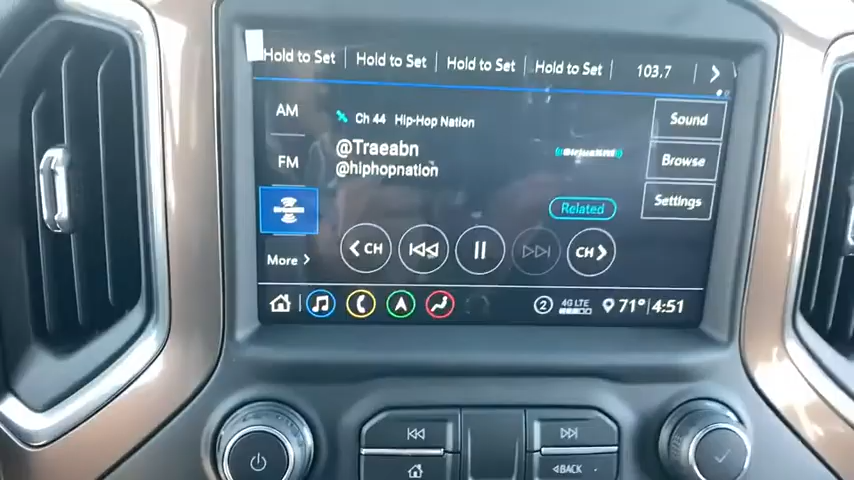 Hold to Set Hold to Set Hold to Set Hold to Set 103.7
AM
Ch 44 Hip-Hop Nation
Sound
@Traeabn
FM
@hiphopnation
SiriusXM
Browse
Settings
Related
CH
CH
More
2 4G LTE 71° 4:51
BACK